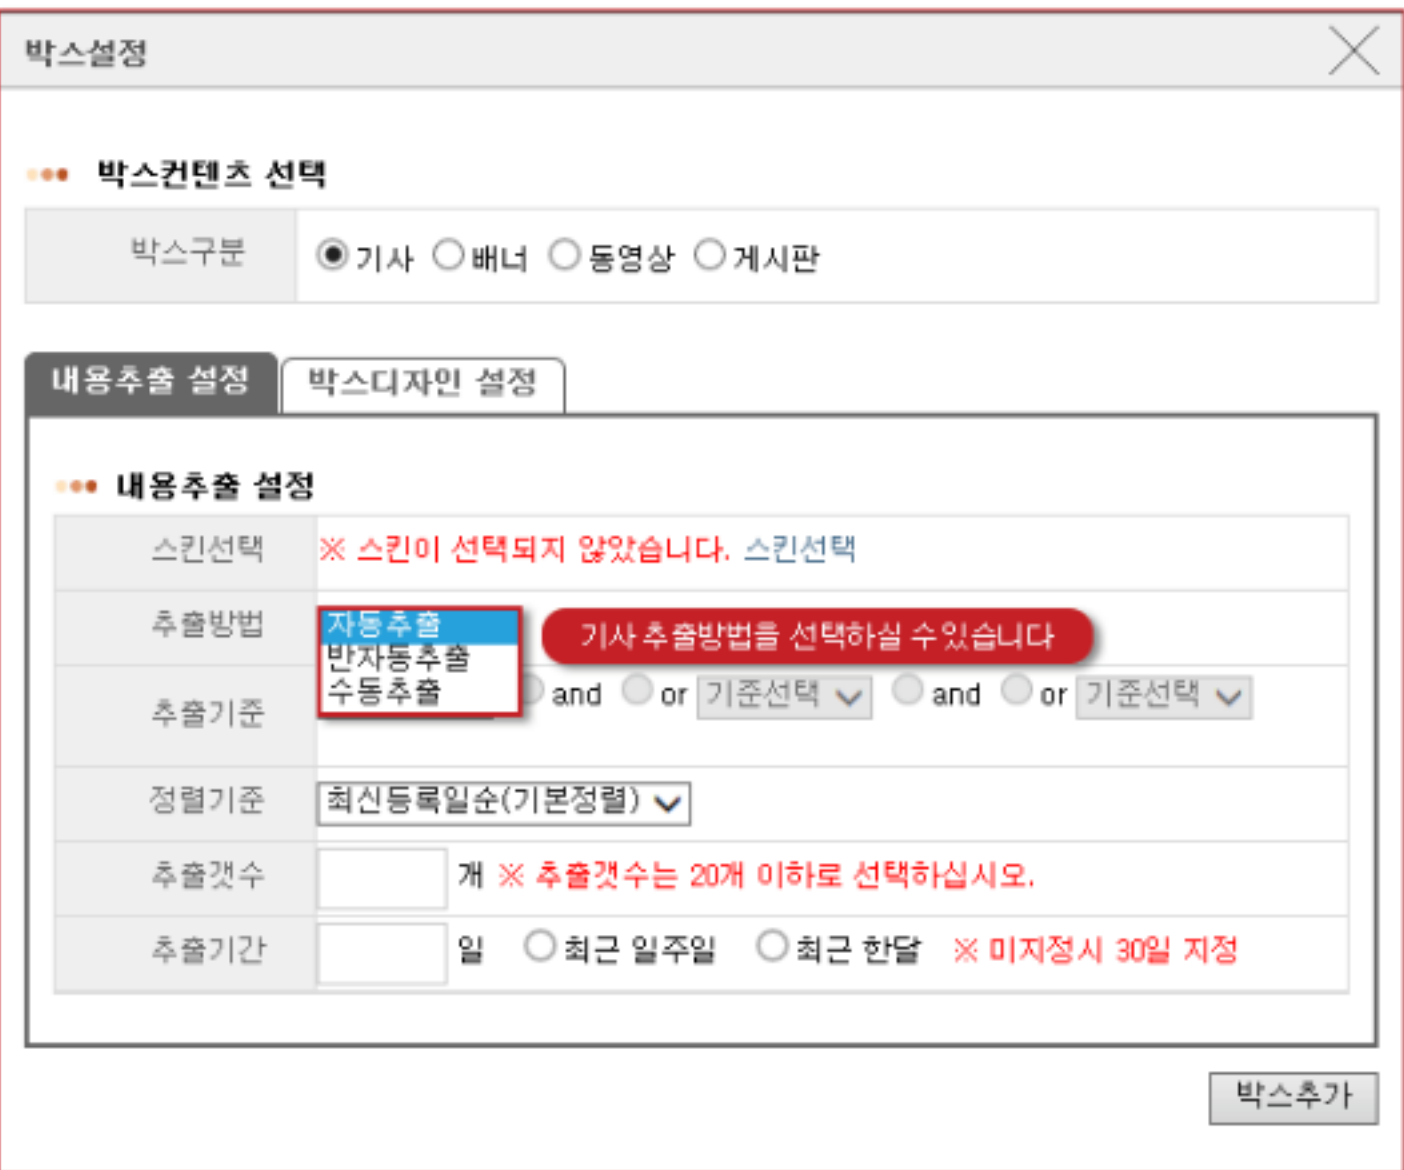 박스설정
박스컨텐츠 선택
박스구분 기사 배너 동영상 게시판
내용추출 설정 박스디자인 설정
내용추출 설정
스킨선택 ※ 스킨이 선택되지 않았습니다. 스킨선택
추출방법 자동추출 기사 추출방법을 선택하실 수 있습니다
반자동추출
수동추출
추출기준 and or 기준선택 and or 기준선택
정렬기준 최신등록일순(기본정렬)
추출갯수 개 ※ 추출갯수는 20개 이하로 선택하십시오.
추출기간 일 최근 일주일 최근 한달 ※ 미지정시 30일 지정
박스추가